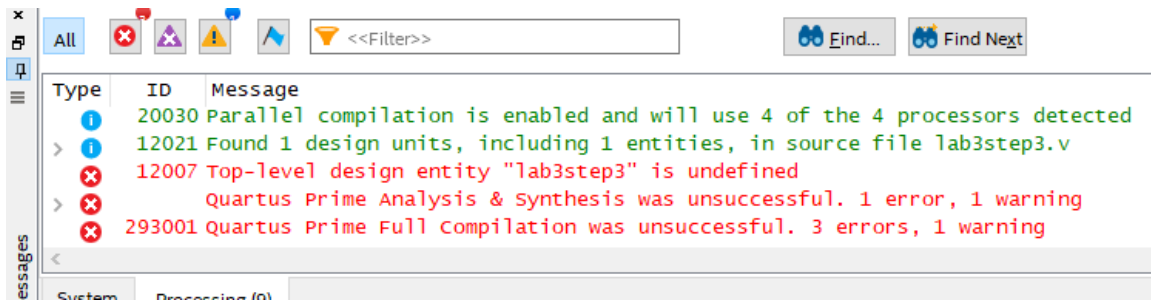 All <<Filter>> Find... Find Next
Type ID Message
20030 Parallel compilation is enabled and will use 4 of the 4 processors detected
12021 Found 1 design units, including 1 entities, in source file lab3step3.v
12007 Top-level design entity "lab3step3" is undefined
Quartus Prime Analysis & Synthesis was unsuccessful. 1 error, 1 warning
293001 Quartus Prime Full Compilation was unsuccessful. 3 errors, 1 warning
System Processing (9)